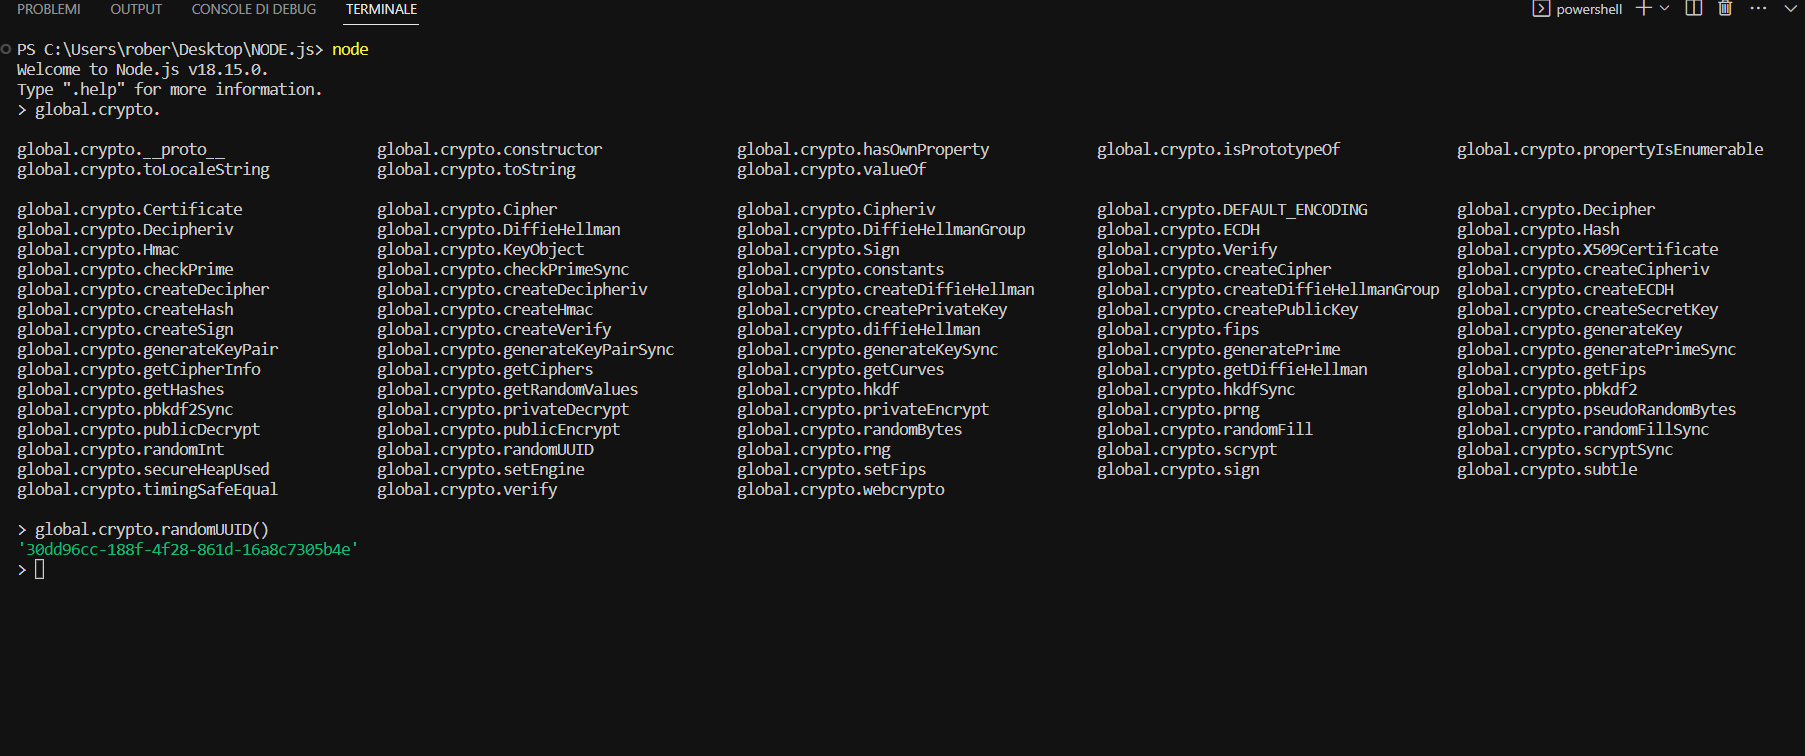 PROBLEMI OUTPUT CONSOLE DI DEBUG TERMINALE powershell
PS C:\Users\rober\Desktop\NODE.js> node
Welcome to Node.js v18.15.0.
Type ".help" for more information.
> global.crypto.
global.crypto.__proto__ global.crypto.constructor global.crypto.hasOwnProperty global.crypto.isPrototypeOf global.crypto.propertyIsEnumerable
global.crypto.toLocaleString global.crypto.toString global.crypto.valueOf
global.crypto.Certificate global.crypto.Cipher global.crypto.Cipheriv global.crypto.DEFAULT_ENCODING global.crypto.Decipher
global.crypto.Decipheriv global.crypto.DiffieHellman global.crypto.DiffieHellmanGroup global.crypto.ECDH global.crypto.Hash
global.crypto.Hmac global.crypto.KeyObject global.crypto.Sign global.crypto.Verify global.crypto.X509Certificate
global.crypto.checkPrime global.crypto.checkPrimeSync global.crypto.constants global.crypto.createCipher global.crypto.createCipheriv
global.crypto.createDecipher global.crypto.createDecipheriv global.crypto.createDiffieHellman global.crypto.createDiffieHellmanGroup global.crypto.createECDH
global.crypto.createHash global.crypto.createHmac global.crypto.createPrivateKey global.crypto.createPublicKey global.crypto.createSecretKey
global.crypto.createSign global.crypto.createVerify global.crypto.diffieHellman global.crypto.fips global.crypto.generateKey
global.crypto.generateKeyPair global.crypto.generateKeyPairSync global.crypto.generateKeySync global.crypto.generatePrime global.crypto.generatePrimeSync
global.crypto.getCipherInfo global.crypto.getCiphers global.crypto.getCurves global.crypto.getDiffieHellman global.crypto.getFips
global.crypto.getHashes global.crypto.getRandomValues global.crypto.hkdf global.crypto.hkdfSync global.crypto.pbkdf2
global.crypto.pbkdf2Sync global.crypto.privateDecrypt global.crypto.privateEncrypt global.crypto.prng global.crypto.pseudoRandomBytes
global.crypto.publicDecrypt global.crypto.publicEncrypt global.crypto.randomBytes global.crypto.randomFill global.crypto.randomFillSync
global.crypto.randomInt global.crypto.randomUUID global.crypto.rng global.crypto.scrypt global.crypto.scryptSync
global.crypto.secureHeapUsed global.crypto.setEngine global.crypto.setFips global.crypto.sign global.crypto.subtle
global.crypto.timingSafeEqual global.crypto.verify global.crypto.webcrypto
> global.crypto.randomUUID()
'30dd96cc-188f-4f28-861d-16a8c7305b4e'
>